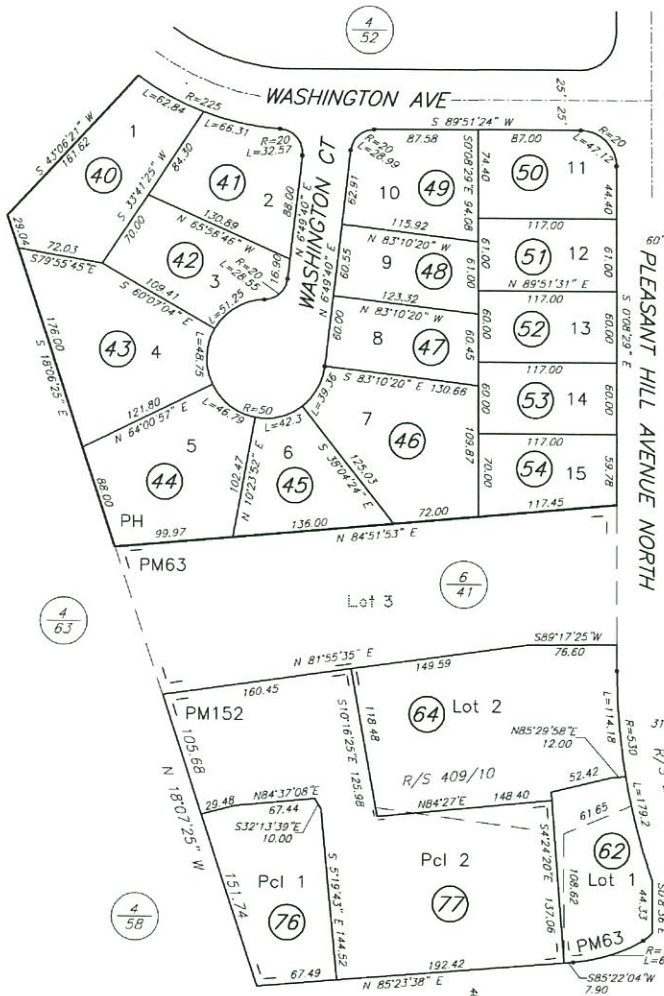 4
52
WASHINGTON AVE
25'
25'
S 89°51'24" W
R=225
L=62.84
L=66.31
R=20
L=32.57
R=20
L=28.99
87.58
87.00
R=20
L=47.12
S 43°06'21" W
161.62
1
40
84.30
S 33°41'25" W
70.00
41
2
88.00
N 6°49'40" E
WASHINGTON CT
62.91
10
49
S0°08'29"E 94.08
74.40
50
11
44.40
29.04
72.03
S79°55'45"E
130.89
N 65°56'46" W
42
3
R=20
L=28.55
16.90
N 6°49'40" E
60.55
115.92
N 83°10'20" W
9
48
61.00
61.00
117.00
51
12
61.00
N 89°51'31" E
60'
109.41
S 60°07'04" E
L=51.25
60.00
123.32
N 83°10'20" W
8
47
60.45
60.00
117.00
52
13
60.00
S 0°08'29" E
PLEASANT HILL AVENUE NORTH
176.00
S 18°06'25" E
43
4
L=48.75
R=50
L=39.36
S 83°10'20" E 130.66
117.00
60.00
53
14
60.00
121.80
N 64°00'57" E
L=46.79
L=42.3
7
46
109.87
117.00
70.00
54
15
59.78
88.00
5
44
102.47
N 10°23'52" E
6
45
125.03
S 38°04'24" E
PH
99.97
136.00
72.00
117.45
N 84°51'53" E
PM63
4
63
Lot 3
6
41
N 81°55'35" E
160.45
149.59
S89°17'25"W
76.60
PM152
105.68
N 18°07'25" W
118.48
S10°16'25"E 125.98
64
Lot 2
N85°29'58"E
12.00
L=114.18
R=530
R/S 409/10
52.42
N84°27'E
148.40
29.48
N84°37'08"E
67.44
S32°13'39"E
10.00
61.65
L=179.2
151.74
Pcl 1
76
S 5°19'43" E 144.52
Pcl 2
77
S4°24'20"E
137.06
108.62
62
Lot 1
44.33
4
58
67.49
192.42
N 85°23'38" E
PM63
S85°22'04"W
7.90